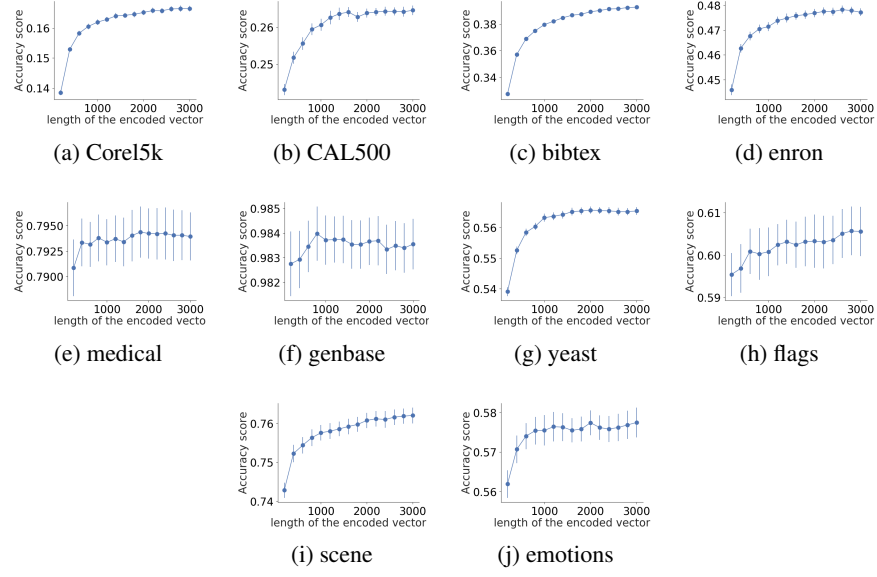 Accuracy score
0.16
0.14
1000 2000 3000
length of the encoded vector
(a) Corel5k
Accuracy score
0.26
0.25
1000 2000 3000
length of the encoded vector
(b) CAL500
Accuracy score
0.38
0.36
0.34
1000 2000 3000
length of the encoded vector
(c) bibtex
Accuracy score
0.48
0.47
0.46
0.45
1000 2000 3000
length of the encoded vector
(d) enron
Accuracy score
0.7950
0.7925
0.7900
1000 2000 3000
length of the encoded vecto
(e) medical
Accuracy score
0.985
0.984
0.983
0.982
1000 2000 3000
length of the encoded vector
(f) genbase
Accuracy score
0.56
0.55
0.54
1000 2000 3000
length of the encoded vector
(g) yeast
Accuracy score
0.61
0.60
0.59
1000 2000 3000
length of the encoded vector
(h) flags
Accuracy score
0.76
0.75
0.74
1000 2000 3000
length of the encoded vector
(i) scene
Accuracy score
0.58
0.57
0.56
1000 2000 3000
length of the encoded vector
(j) emotions